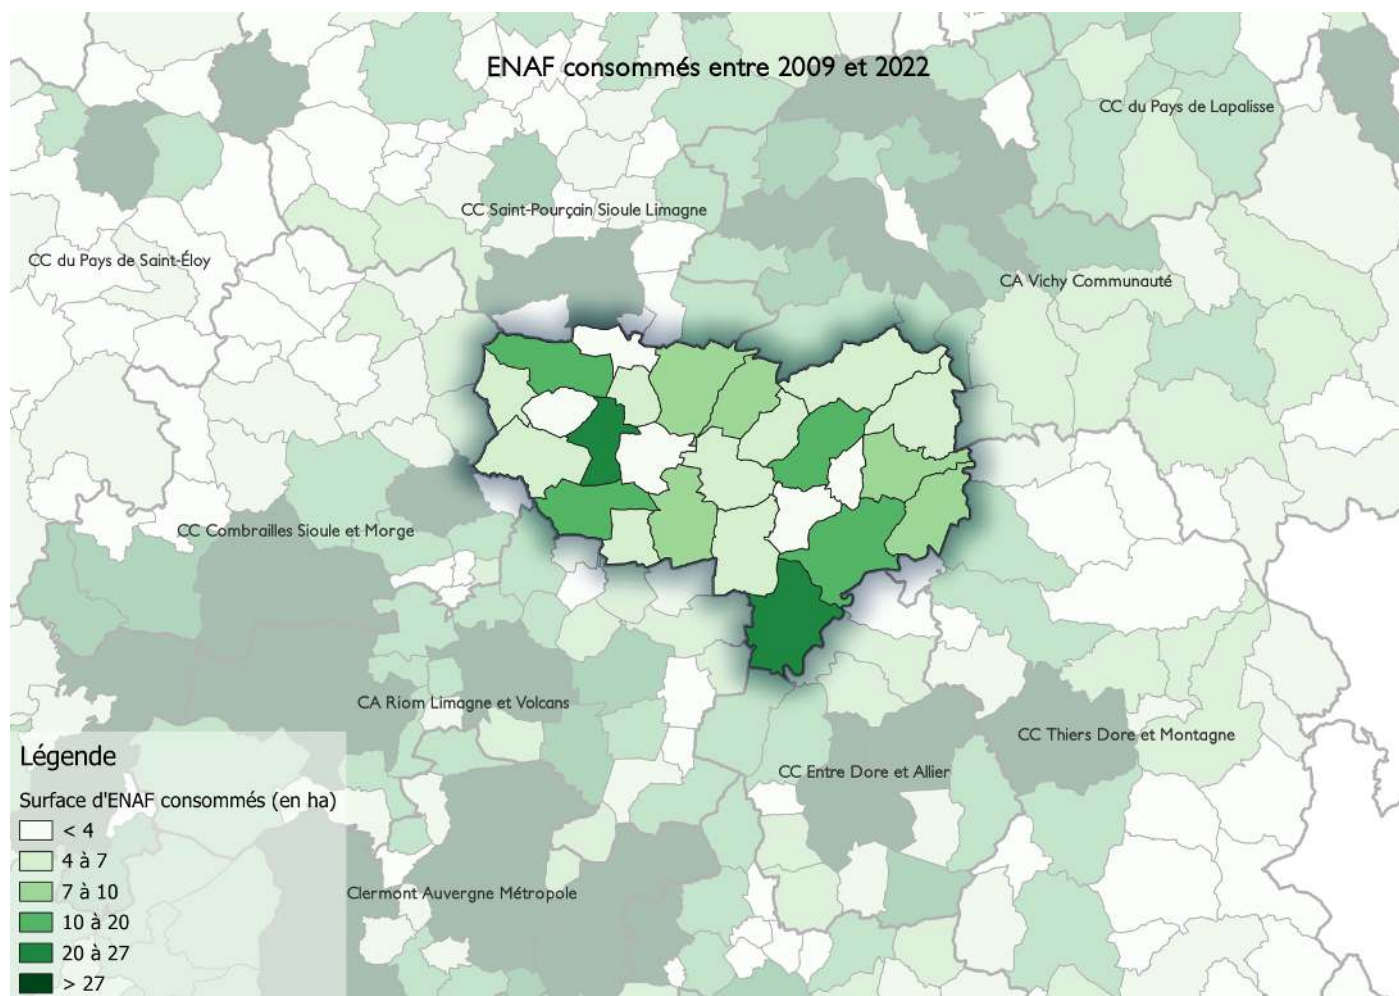 ENAF consommés entre 2009 et 2022
CC du Pays de Lapalisse
CC Saint-Pourçain Sioule Limagne
CC du Pays de Saint-Éloy
CA Vichy Communauté
CC Combrailles Sioule et Morge
CA Riom Limagne et Volcans
CC Thiers Dore et Montagne
CC Entre Dore et Allier
Clermont Auvergne Métropole
Légende
Surface d'ENAF consommés (en ha)
< 4
4 à 7
7 à 10
10 à 20
20 à 27
> 27